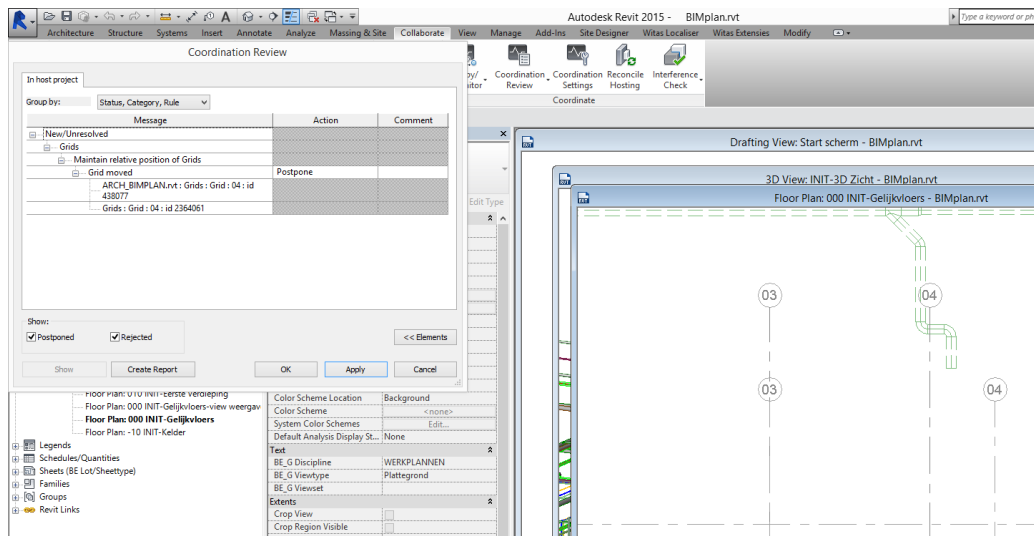 Autodesk Revit 2015 - BIMplan.rvt
Type a keyword or ph
Architecture Structure Systems Insert Annotate Analyze Massing & Site Collaborate View Manage Add-Ins Site Designer Witas Localiser Witas Extensies Modify
Coordination Review
In host project
Group by: Status, Category, Rule
Message Action Comment
New/Unresolved
Grids
Maintain relative position of Grids
Grid moved Postpone
ARCH_BIMPLAN.rvt : Grids : Grid : 04 : id
438077
Grids : Grid : 04 : id 2364061
Show:
Postponed Rejected
<< Elements
Show Create Report OK Apply Cancel
Coordination Coordination Reconcile Interference
Review Settings Hosting Check
Coordinate
Edit Type
Drafting View: Start scherm - BIMplan.rvt
3D View: INIT-3D Zicht - BIMplan.rvt
Floor Plan: 000 INIT-Gelijkvloers - BIMplan.rvt
03 04
03 04
Floor Plan: 010 INIT-Eerste verdieping
Floor Plan: 000 INIT-Gelijkvloers-view weergav
Floor Plan: 000 INIT-Gelijkvloers
Floor Plan: -10 INIT-Kelder
Legends
Schedules/Quantities
Sheets (BE Lot/Sheettype)
Families
Groups
Revit Links
Color Scheme Location Background
Color Scheme <none>
System Color Schemes Edit...
Default Analysis Display St... None
Text
BE_G Discipline WERKPLANNEN
BE_G Viewtype Plattegrond
BE_G Viewset
Extents
Crop View
Crop Region Visible